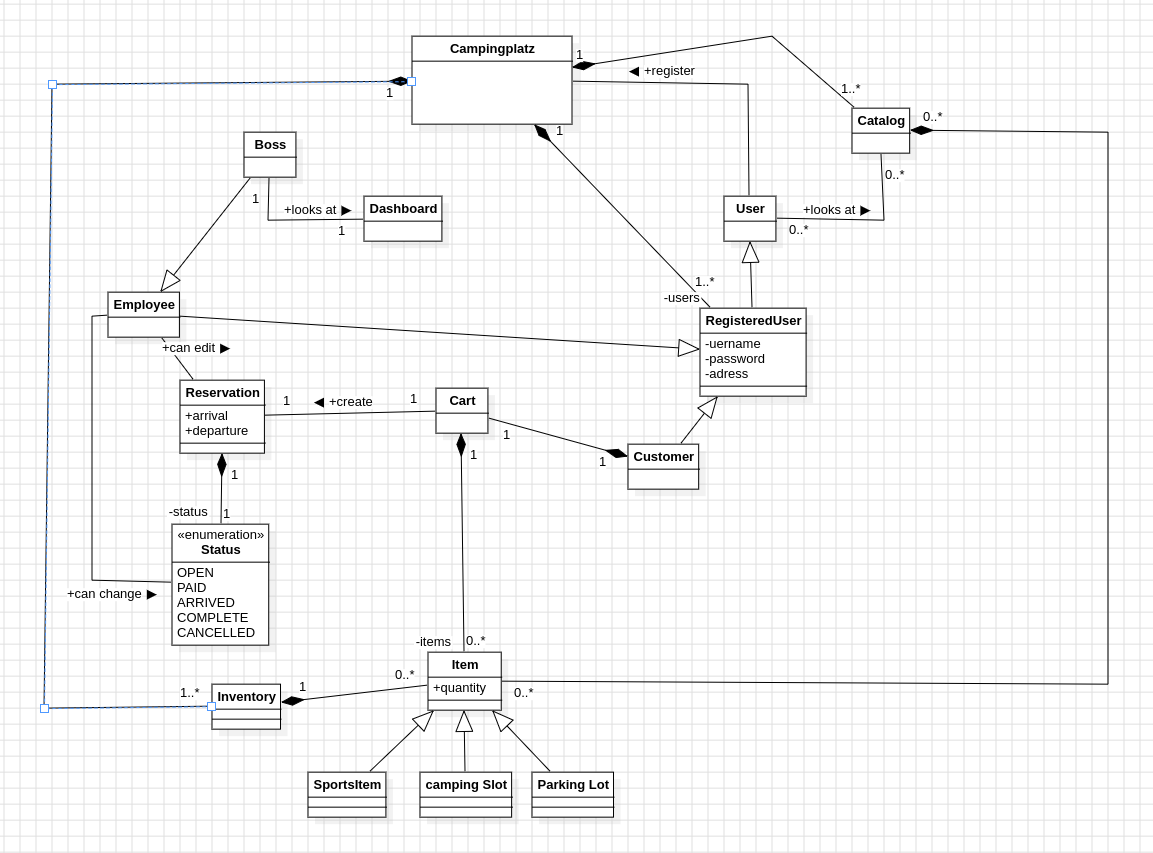 Campingplatz
1
◀ +register
1
1..*
1
Catalog
0..*
Boss
0..*
1
+looks at ▶
1
Dashboard
User
+looks at ▶
0..*
1..*
-users
Employee
+can edit ▶
RegisteredUser
-uername
-password
-adress
Reservation
+arrival
+departure
1
◀ +create
1
Cart
1
1
Customer
1
1
-status
1
«enumeration»
Status
OPEN
PAID
ARRIVED
COMPLETE
CANCELLED
+can change ▶
-items
0..*
Item
+quantity
0..*
0..*
1..*
Inventory
1
SportsItem
camping Slot
Parking Lot